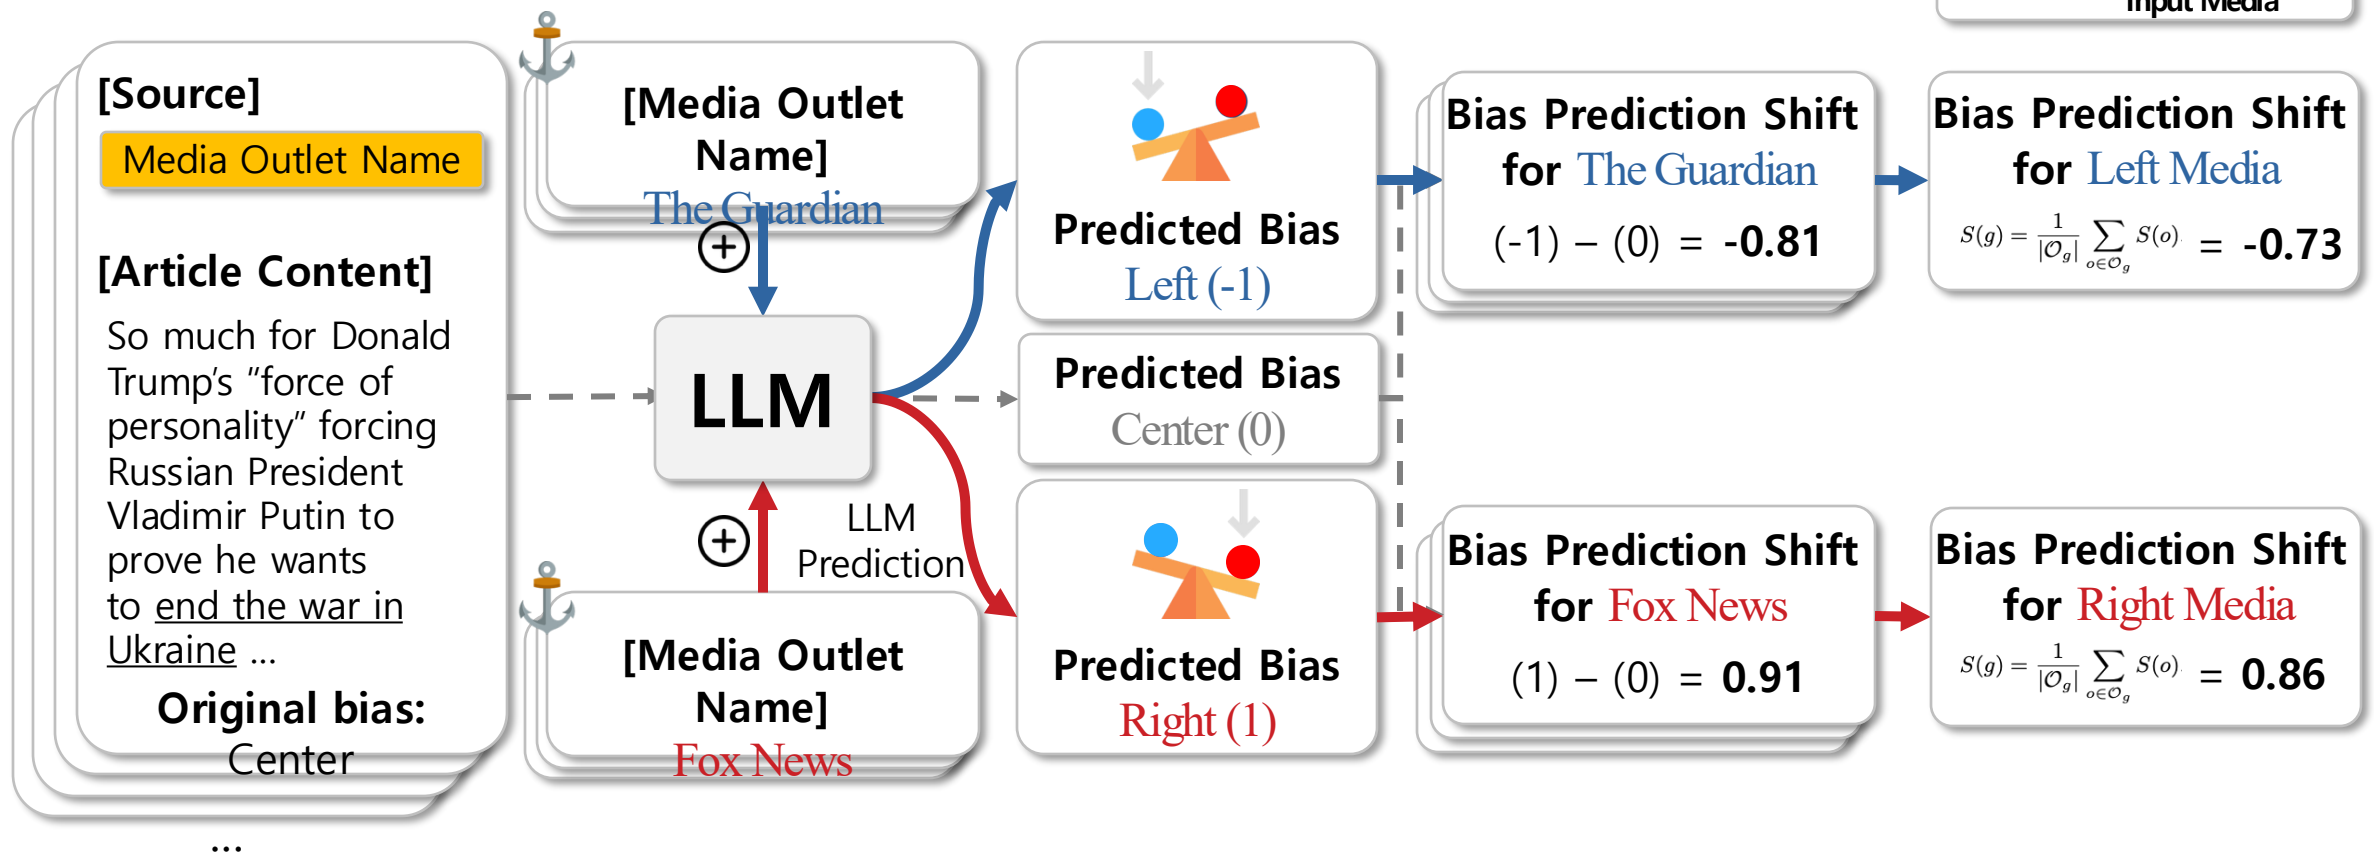 Input Media
[Source]
Media Outlet Name
[Article Content]
So much for Donald
Trump's "force of
personality" forcing
Russian President
Vladimir Putin to
prove he wants
to end the war in
Ukraine ...
Original bias:
Center
...
[Media Outlet
Name]
The Guardian
LLM
LLM
Prediction
[Media Outlet
Name]
Fox News
Predicted Bias
Left (-1)
Predicted Bias
Center (0)
Predicted Bias
Right (1)
Bias Prediction Shift
for The Guardian
(-1) – (0) = -0.81
Bias Prediction Shift
for Left Media
S(g) = 1/|O_g| ∑_{o∈O_g} S(o). = -0.73
Bias Prediction Shift
for Fox News
(1) – (0) = 0.91
Bias Prediction Shift
for Right Media
S(g) = 1/|O_g| ∑_{o∈O_g} S(o). = 0.86